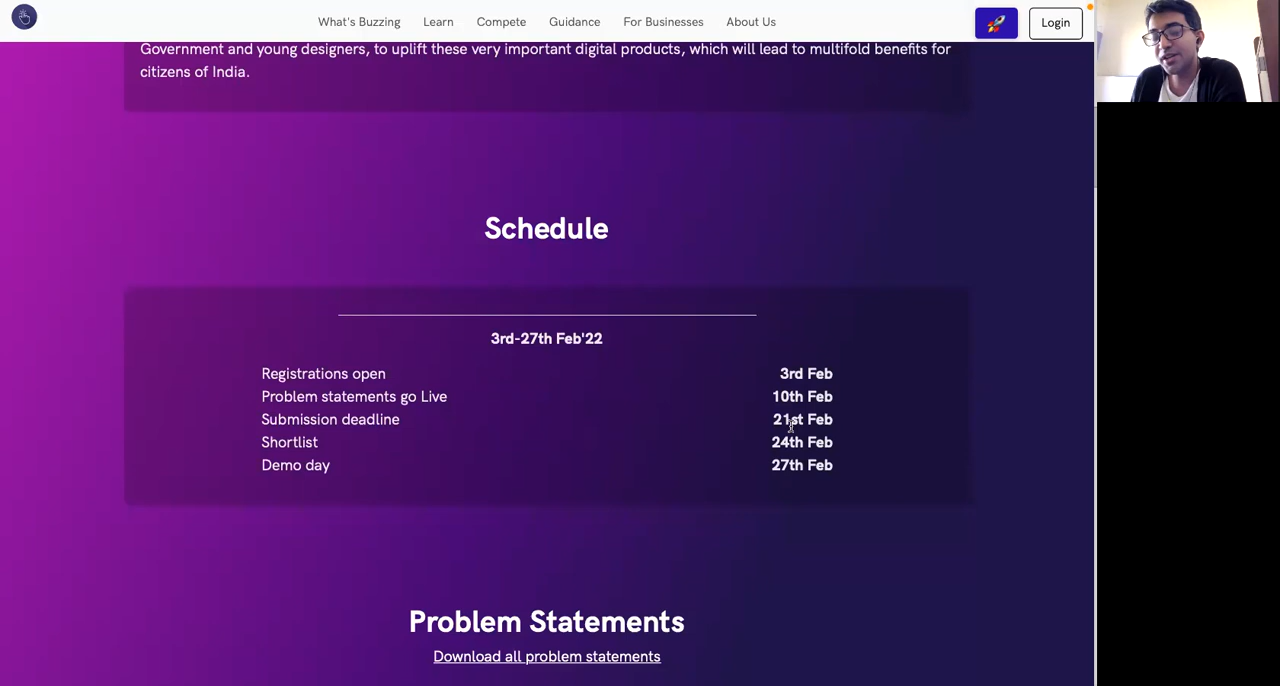 What's Buzzing Learn Compete Guidance For Businesses About Us Login
Government and young designers, to uplift these very important digital products, which will lead to multifold benefits for
citizens of India.
Schedule
3rd-27th Feb'22
Registrations open 3rd Feb
Problem statements go Live 10th Feb
Submission deadline 21st Feb
Shortlist 24th Feb
Demo day 27th Feb
Problem Statements
Download all problem statements